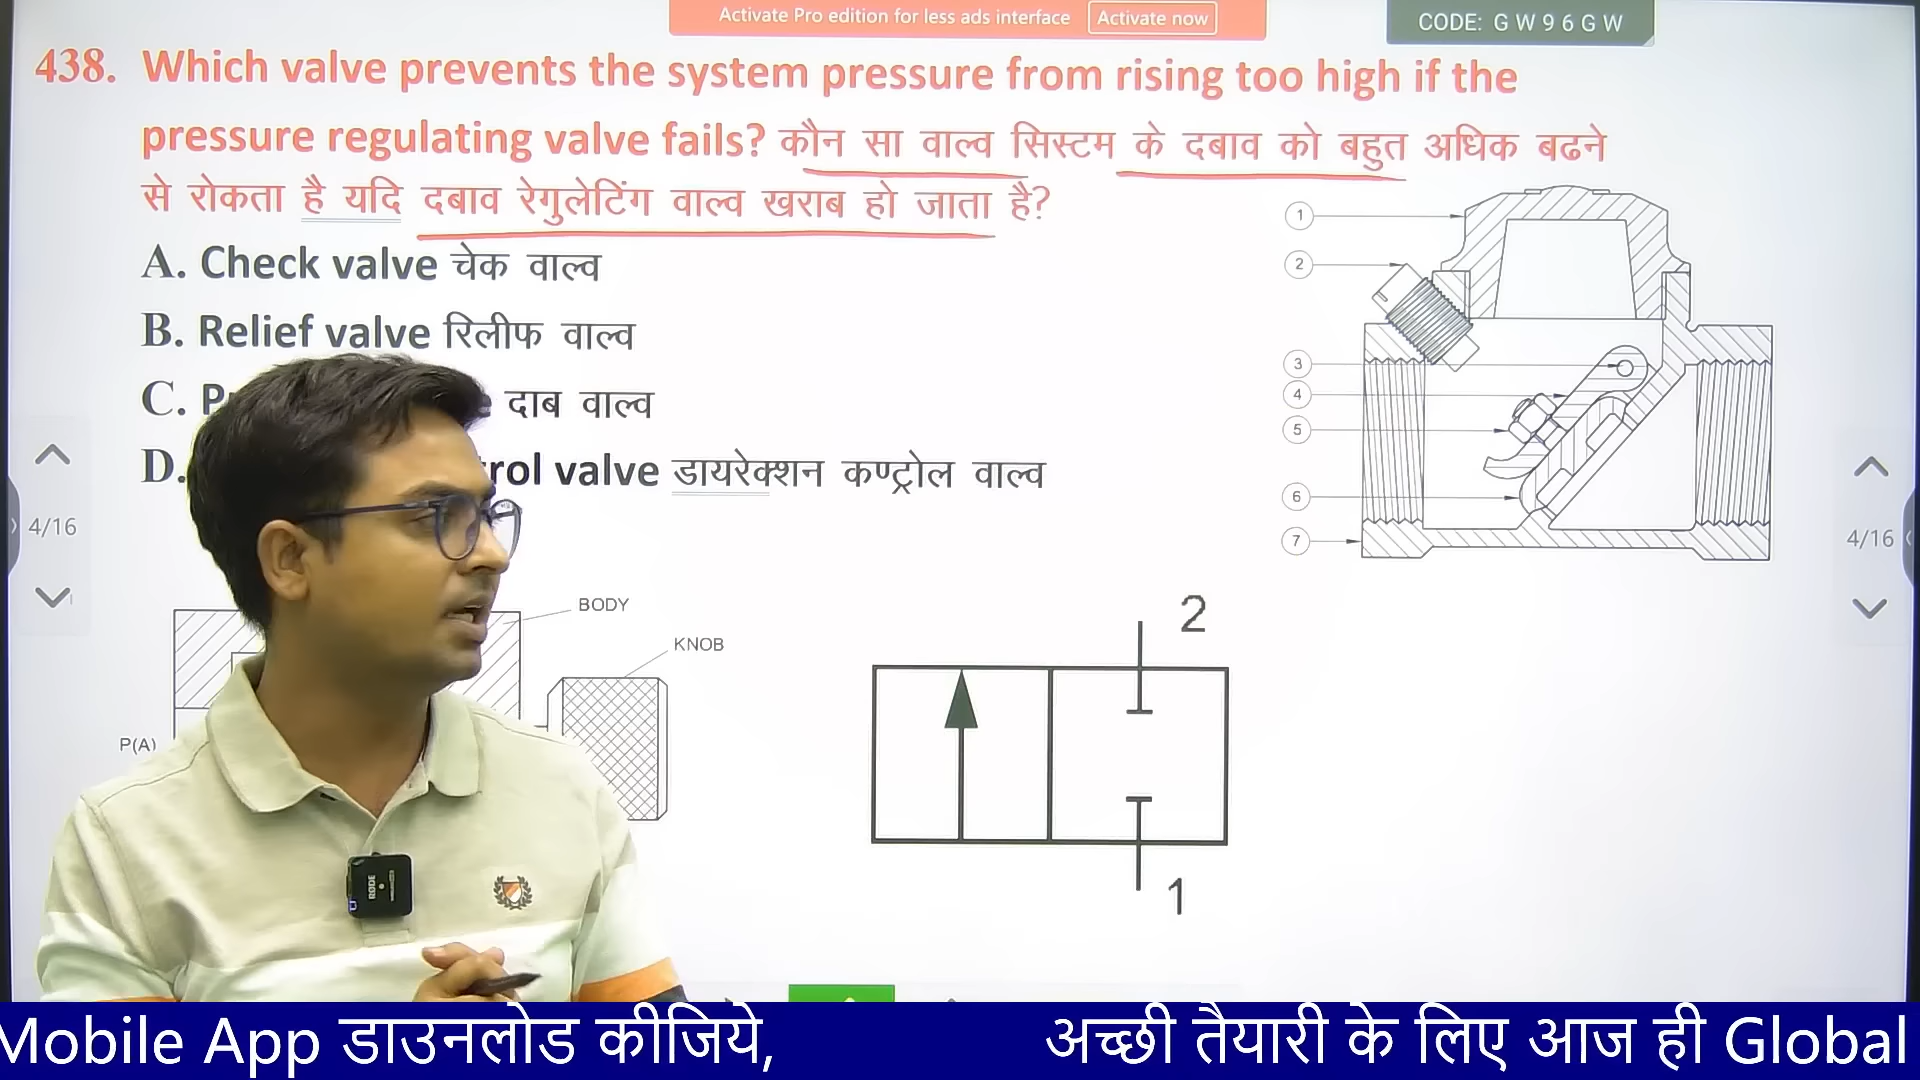 Activate Pro edition for less ads interface Activate now
CODE: G W 9 6 G W
438. Which valve prevents the system pressure from rising too high if the
pressure regulating valve fails? कौन सा वाल्व सिस्टम के दबाव को बहुत अधिक बढने
से रोकता है यदि दबाव रेगुलेटिंग वाल्व खराब हो जाता है?
A. Check valve चेक वाल्व
B. Relief valve रिलीफ वाल्व
C. दाब वाल्व
D. valve डायरेक्शन कण्ट्रोल वाल्व
1
2
3
4
5
6
7
4/16
4/16
BODY
KNOB
P(A)
2
1
RØDE
Mobile App डाउनलोड कीजिये, अच्छी तैयारी के लिए आज ही Global